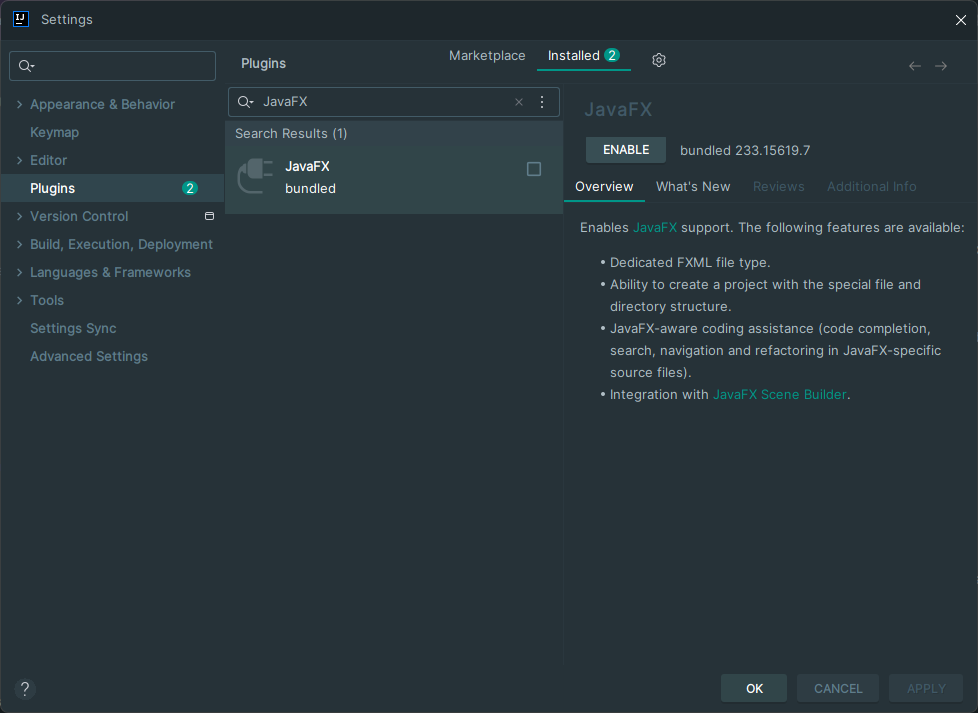 IJ
Settings
Appearance & Behavior
Keymap
Editor
Plugins 2
Version Control
Build, Execution, Deployment
Languages & Frameworks
Tools
Settings Sync
Advanced Settings
Plugins
Marketplace
Installed 2
JavaFX
Search Results (1)
JavaFX
bundled
JavaFX
ENABLE
bundled 233.15619.7
Overview
What's New
Reviews
Additional Info
Enables JavaFX support. The following features are available:
• Dedicated FXML file type.
• Ability to create a project with the special file and
directory structure.
• JavaFX-aware coding assistance (code completion,
search, navigation and refactoring in JavaFX-specific
source files).
• Integration with JavaFX Scene Builder.
?
OK
CANCEL
APPLY